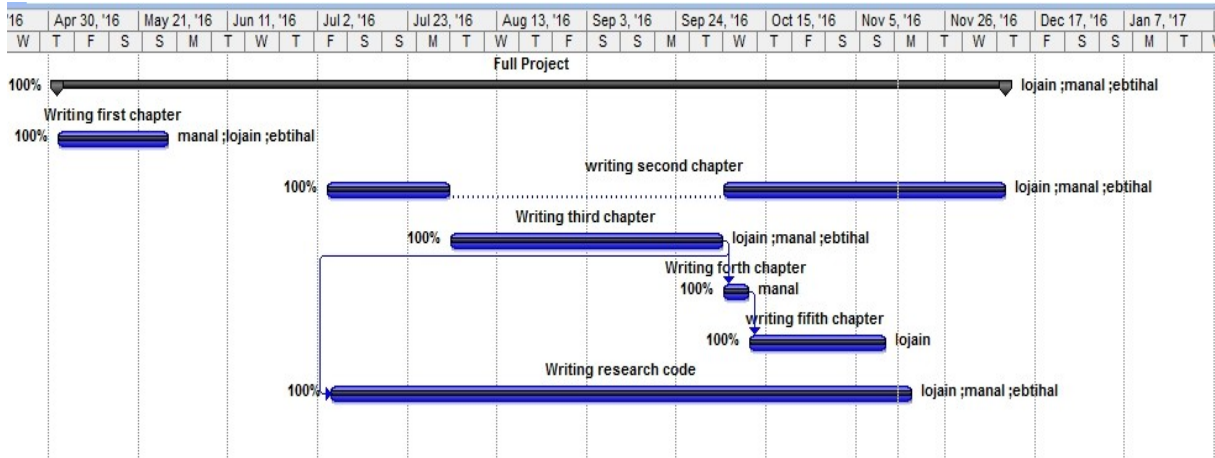 '16 Apr 30, '16 May 21, '16 Jun 11, '16 Jul 2, '16 Jul 23, '16 Aug 13, '16 Sep 3, '16 Sep 24, '16 Oct 15, '16 Nov 5, '16 Nov 26, '16 Dec 17, '16 Jan 7, '17
W T F S S M T W T F S S M T W T F S S M T W T F S S M T W T F S S M T
Full Project
100% lojain ;manal ;ebtihal
Writing first chapter
100% manal ;lojain ;ebtihal
writing second chapter
100% lojain ;manal ;ebtihal
Writing third chapter
100% lojain ;manal ;ebtihal
Writing forth chapter
100% manal
writing fifith chapter
100% lojain
Writing research code
100% lojain ;manal ;ebtihal